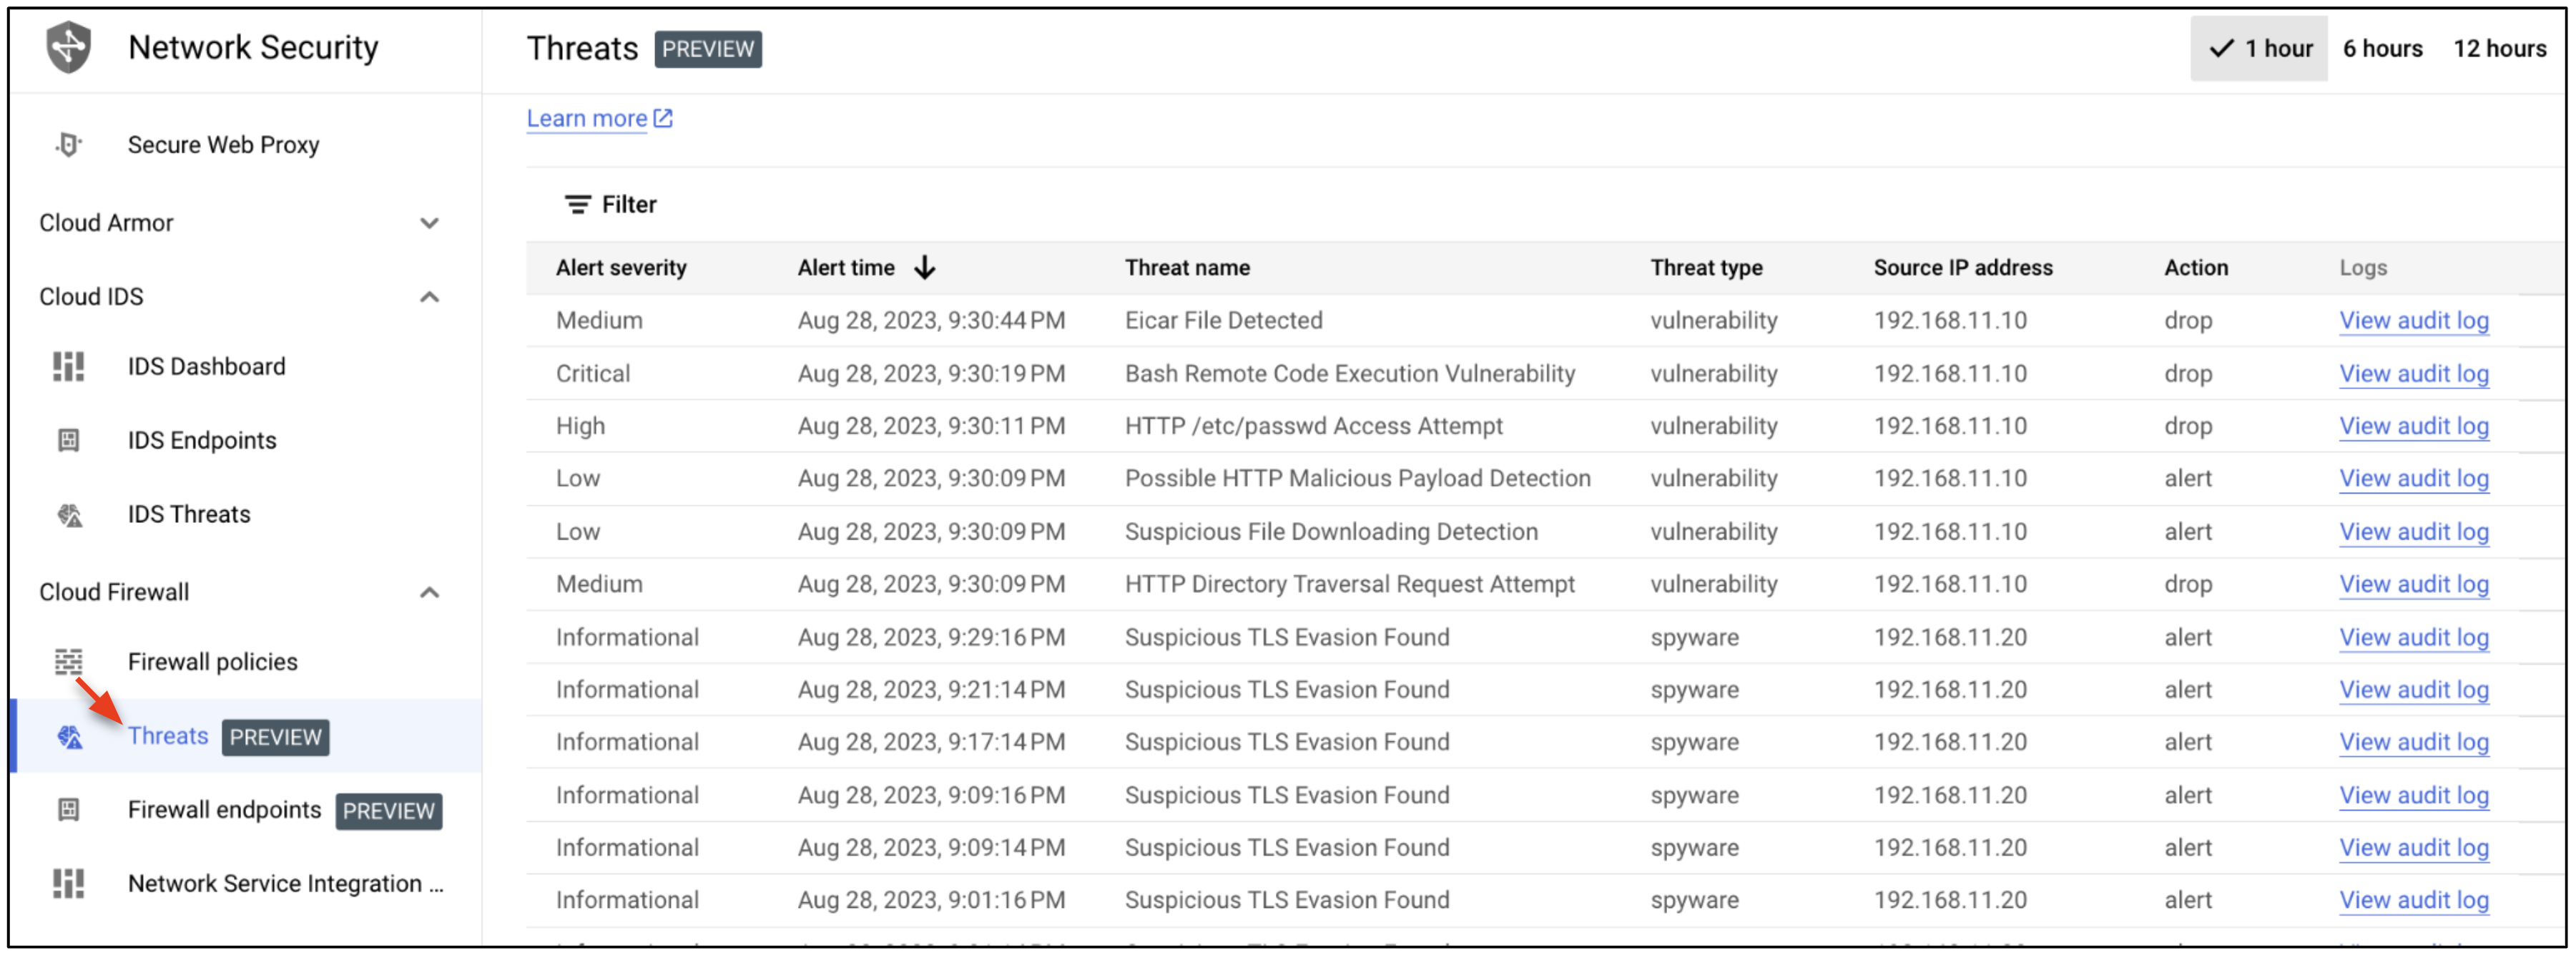 Network Security
Threats PREVIEW
1 hour 6 hours 12 hours
Secure Web Proxy
Cloud Armor
Cloud IDS
IDS Dashboard
IDS Endpoints
IDS Threats
Cloud Firewall
Firewall policies
Threats PREVIEW
Firewall endpoints PREVIEW
Network Service Integration ...
Learn more
Filter
Alert severity Alert time Threat name Threat type Source IP address Action Logs
Medium Aug 28, 2023, 9:30:44 PM Eicar File Detected vulnerability 192.168.11.10 drop View audit log
Critical Aug 28, 2023, 9:30:19 PM Bash Remote Code Execution Vulnerability vulnerability 192.168.11.10 drop View audit log
High Aug 28, 2023, 9:30:11 PM HTTP /etc/passwd Access Attempt vulnerability 192.168.11.10 drop View audit log
Low Aug 28, 2023, 9:30:09 PM Possible HTTP Malicious Payload Detection vulnerability 192.168.11.10 alert View audit log
Low Aug 28, 2023, 9:30:09 PM Suspicious File Downloading Detection vulnerability 192.168.11.10 alert View audit log
Medium Aug 28, 2023, 9:30:09 PM HTTP Directory Traversal Request Attempt vulnerability 192.168.11.10 drop View audit log
Informational Aug 28, 2023, 9:29:16 PM Suspicious TLS Evasion Found spyware 192.168.11.20 alert View audit log
Informational Aug 28, 2023, 9:21:14 PM Suspicious TLS Evasion Found spyware 192.168.11.20 alert View audit log
Informational Aug 28, 2023, 9:17:14 PM Suspicious TLS Evasion Found spyware 192.168.11.20 alert View audit log
Informational Aug 28, 2023, 9:09:16 PM Suspicious TLS Evasion Found spyware 192.168.11.20 alert View audit log
Informational Aug 28, 2023, 9:09:14 PM Suspicious TLS Evasion Found spyware 192.168.11.20 alert View audit log
Informational Aug 28, 2023, 9:01:16 PM Suspicious TLS Evasion Found spyware 192.168.11.20 alert View audit log